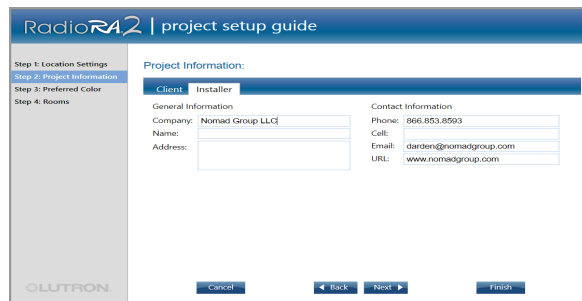 RadioRA 2 | project setup guide
Step 1: Location Settings
Step 2: Project Information
Step 3: Preferred Color
Step 4: Rooms
Project Information:
Client Installer
General Information
Company: Nomad Group LLC
Name:
Address:
Contact Information
Phone: 866.853.8593
Cell:
Email: darden@nomadgroup.com
URL: www.nomadgroup.com
LUTRON
Cancel Back Next Finish